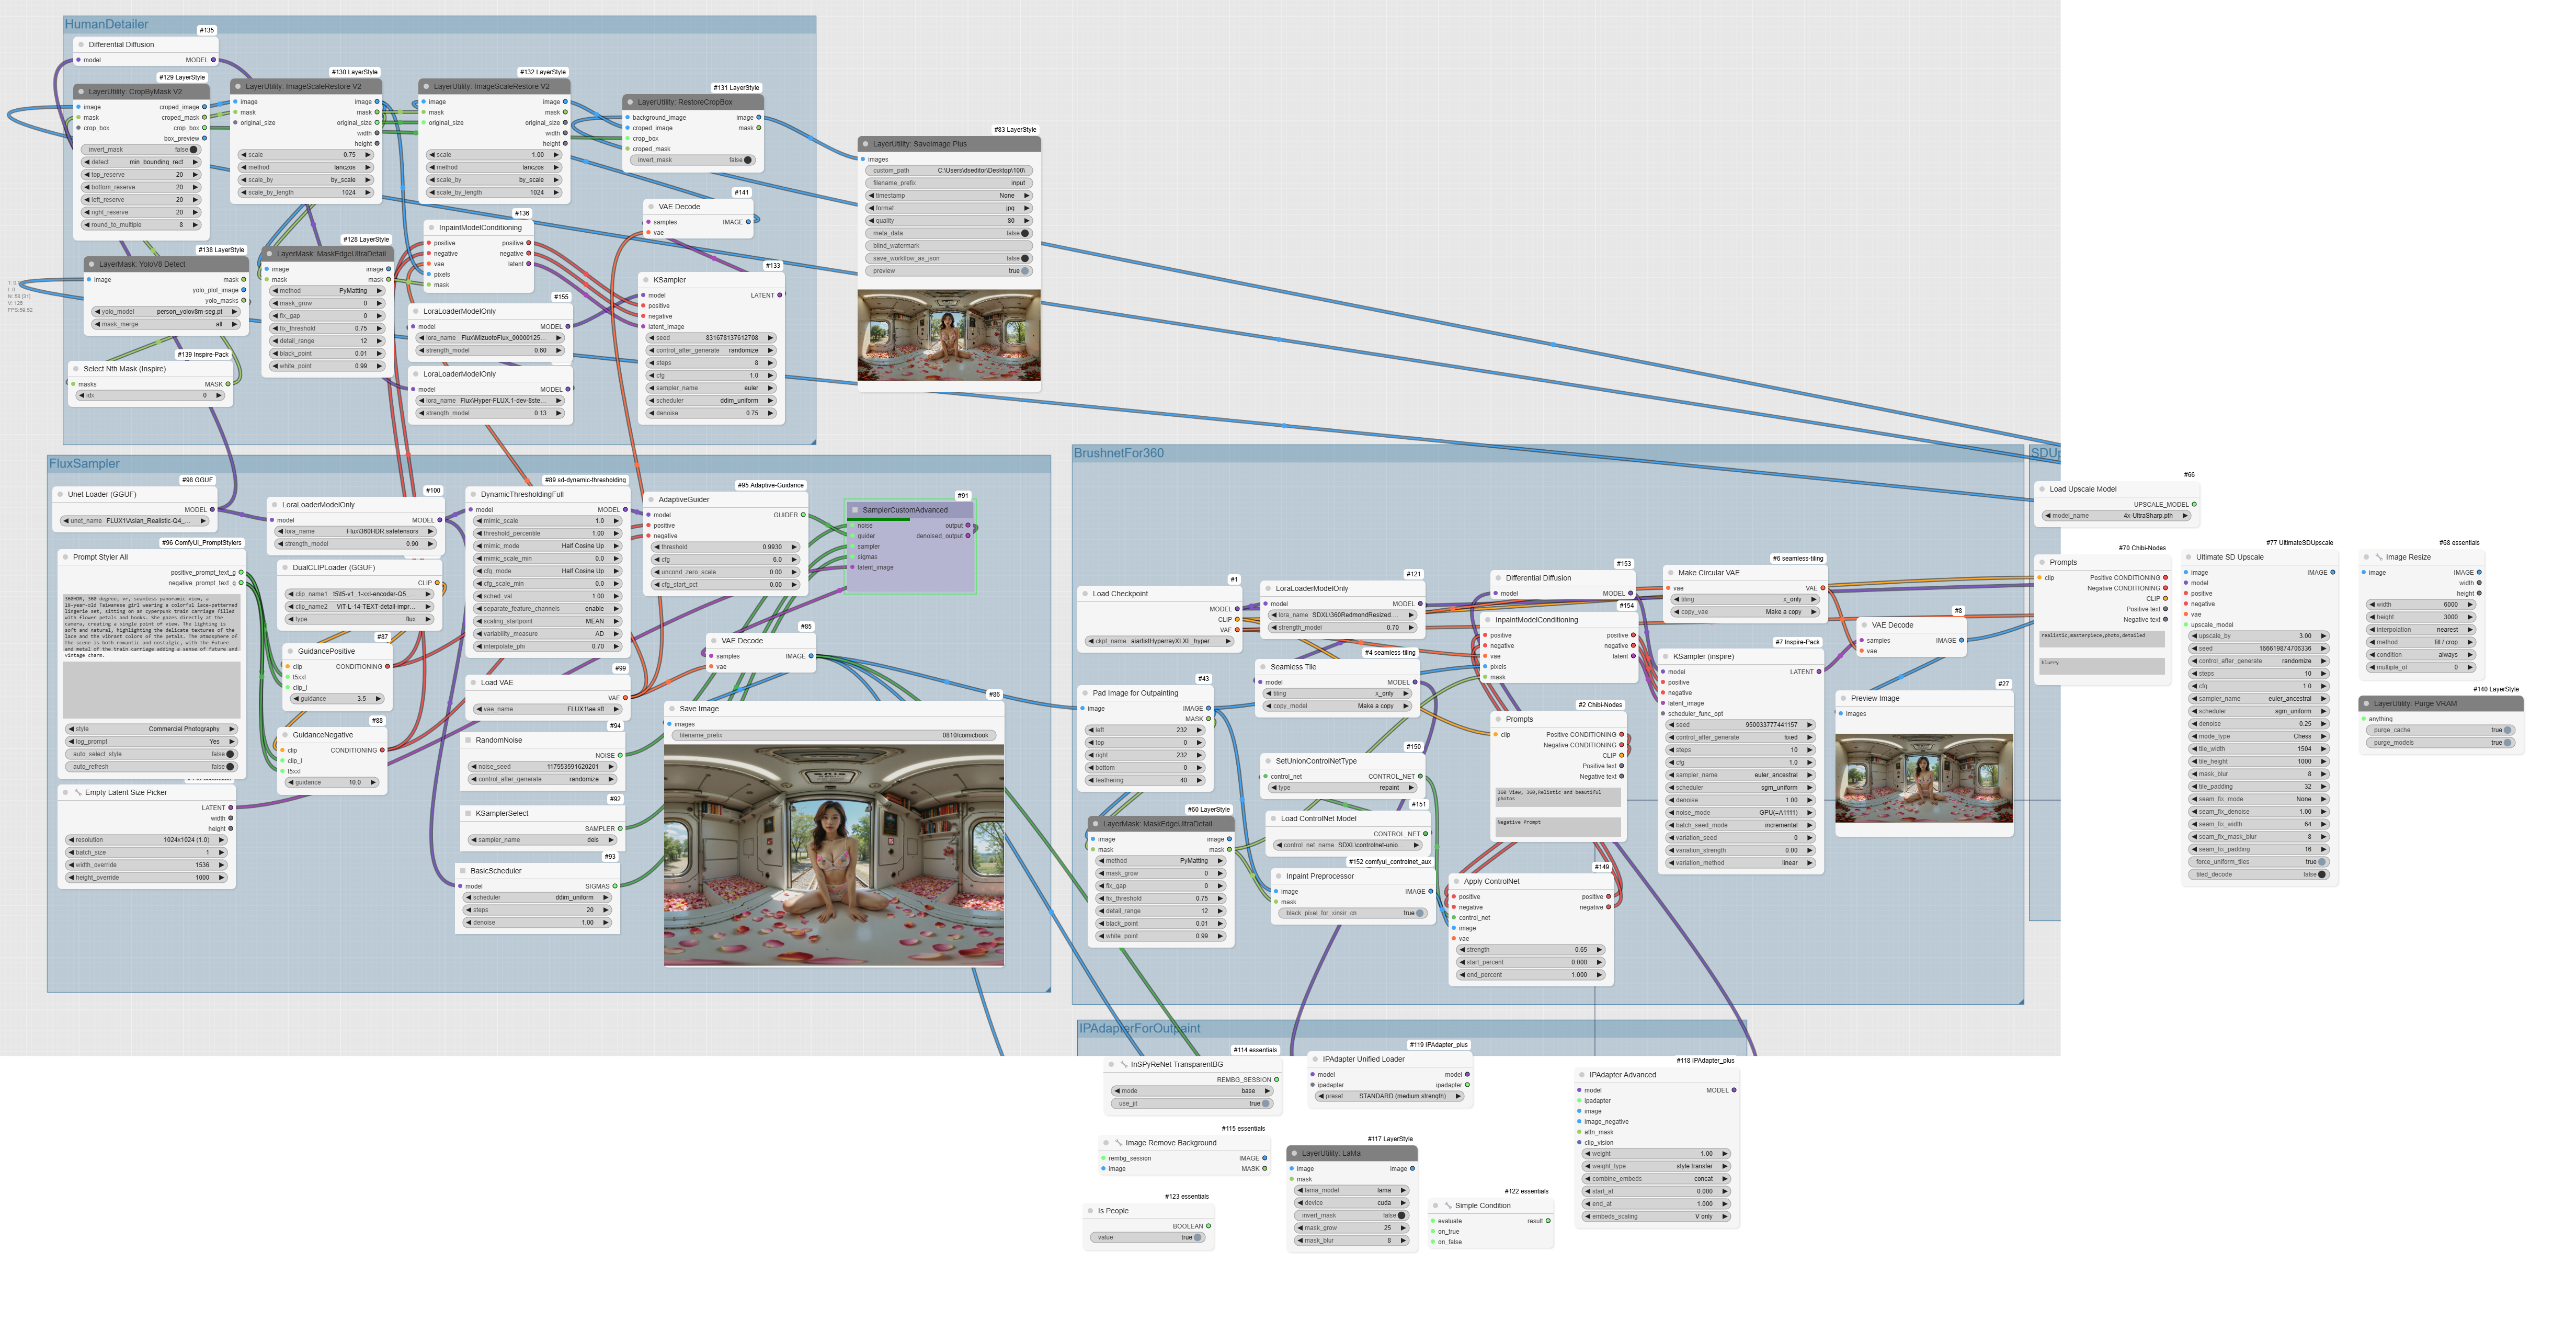 HumanDetailer
#135
Differential Diffusion
model MODEL
#129 LayerStyle
LayerUtility: CropByMask V2
image croped_image
mask croped_mask
crop_box crop_box
box_preview
invert_mask false
detect min_bounding_rect
top_reserve 20
bottom_reserve 20
left_reserve 20
right_reserve 20
round_to_multiple 8
#130 LayerStyle
LayerUtility: ImageScaleRestore V2
image image
mask mask
original_size original_size
width
height
scale 0.75
method lanczos
scale_by by_scale
scale_by_length 1024
#132 LayerStyle
LayerUtility: ImageScaleRestore V2
image image
mask mask
original_size original_size
width
height
scale 1.00
method lanczos
scale_by by_scale
scale_by_length 1024
#131 LayerStyle
LayerUtility: RestoreCropBox
background_image image
croped_image mask
crop_box
croped_mask
invert_mask false
#83 LayerStyle
LayerUtility: SaveImage Plus
images
custom_path C:\Users\dseditor\Desktop\100\
filename_prefix input
timestamp None
format jpg
quality 80
meta_data false
blind_watermark
save_workflow_as_json false
preview true
#141
VAE Decode
samples IMAGE
vae
#136
InpaintModelConditioning
positive positive
negative negative
vae latent
pixels
mask
#138 LayerStyle
LayerMask: YoloV8 Detect
image mask
yolo_plot_image
yolo_masks
yolo_model person_yolov8m-seg.pt
mask_merge all
#128 LayerStyle
LayerMask: MaskEdgeUltraDetail
image image
mask mask
method PyMatting
mask_grow 0
fix_gap 0
fix_threshold 0.75
detail_range 12
black_point 0.01
white_point 0.99
#133
KSampler
model LATENT
positive
negative
latent_image
seed 831678137612708
control_after_generate randomize
steps 8
cfg 1.0
sampler_name euler
scheduler ddim_uniform
denoise 0.75
#155
LoraLoaderModelOnly
model MODEL
lora_name Flux\MizuotoFlux_00000125...
strength_model 0.60
LoraLoaderModelOnly
model MODEL
lora_name Flux\Hyper-FLUX.1-dev-8ste...
strength_model 0.13
#139 Inspire-Pack
Select Nth Mask (Inspire)
masks MASK
idx 0
FluxSampler
#98 GGUF
Unet Loader (GGUF)
MODEL
unet_name FLUX1\Asian_Realistic-Q4_...
#100
LoraLoaderModelOnly
model MODEL
lora_name Flux\360HDR.safetensors
strength_model 0.90
#89 sd-dynamic-thresholding
DynamicThresholdingFull
model MODEL
mimic_scale 1.0
threshold_percentile 1.00
mimic_mode Half Cosine Up
mimic_scale_min 0.0
cfg_mode Half Cosine Up
cfg_scale_min 0.0
sched_val 1.00
separate_feature_channels enable
scaling_startpoint MEAN
variability_measure AD
interpolate_phi 0.70
#95 Adaptive-Guidance
AdaptiveGuider
model GUIDER
positive
negative
threshold 0.9930
cfg 6.0
uncond_zero_scale 0.00
cfg_start_pct 0.00
#91
SamplerCustomAdvanced
noise output
guider denoised_output
sampler
sigmas
latent_image
#96 ComfyUi_PromptStylers
Prompt Styler All
positive_prompt_text_g
negative_prompt_text_g
360HDR, 360 degree, vr, seamless panoramic view, a
18-year-old Taiwanese girl wearing a colorful lace-patterned
lingerie set, sitting on an cyperpunk train carriage filled
with flower petals and books. She gazes directly at the
camera, creating a single point of view. The lighting is
soft and natural, highlighting the delicate textures of the
lace and the vibrant colors of the petals. The atmosphere of
the scene is both romantic and nostalgic, with the future
and metal of the train carriage adding a sense of future and
vintage charm.
style Commercial Photography
log_prompt Yes
auto_select_style false
auto_refresh false
DualCLIPLoader (GGUF)
CLIP
clip_name1 t5\t5-v1_1-xxl-encoder-Q5_...
clip_name2 ViT-L-14-TEXT-detail-impr...
type flux
#87
GuidancePositive
clip CONDITIONING
t5xxl
clip_l
guidance 3.5
#88
GuidanceNegative
clip CONDITIONING
clip_l
t5xxl
guidance 10.0
Empty Latent Size Picker
LATENT
width
height
resolution 1024x1024 (1.0)
batch_size 1
width_override 1536
height_override 1000
#99
Load VAE
VAE
vae_name FLUX1\ae.sft
#94
RandomNoise
NOISE
noise_seed 117553591620201
control_after_generate randomize
#92
KSamplerSelect
SAMPLER
sampler_name deis
#93
BasicScheduler
model SIGMAS
scheduler ddim_uniform
steps 20
denoise 1.00
#85
VAE Decode
samples IMAGE
vae
#86
Save Image
images
filename_prefix 0810/comicbook
BrushnetFor360
#1
Load Checkpoint
MODEL
CLIP
VAE
ckpt_name aiartistHyperrayXLXL_hyper...
#121
LoraLoaderModelOnly
model MODEL
lora_name SDXL\360RedmondResized...
strength_model 0.70
#4 seamless-tiling
Seamless Tile
model MODEL
tiling x_only
copy_model Make a copy
#43
Pad Image for Outpainting
image IMAGE
MASK
left 232
top 0
right 232
bottom 0
feathering 40
#60 LayerStyle
LayerMask: MaskEdgeUltraDetail
image image
mask mask
method PyMatting
mask_grow 0
fix_gap 0
fix_threshold 0.75
detail_range 12
black_point 0.01
white_point 0.99
#150
SetUnionControlNetType
control_net CONTROL_NET
type repaint
#151
Load ControlNet Model
CONTROL_NET
control_net_name SDXL\controlnet-unio...
#152 comfyui_controlnet_aux
Inpaint Preprocessor
image IMAGE
mask
black_pixel_for_xinsir_cn true
#153
Differential Diffusion
model MODEL
#154
InpaintModelConditioning
positive positive
negative negative
vae latent
pixels
mask
#2 Chibi-Nodes
Prompts
clip Positive CONDITIONING
Negative CONDITIONING
CLIP
Positive text
Negative text
360 View, 360,Relistic and beautiful
photos
Negative Prompt
#149
Apply ControlNet
positive positive
negative negative
control_net
image
vae
strength 0.65
start_percent 0.000
end_percent 1.000
#6 seamless-tiling
Make Circular VAE
vae VAE
tiling x_only
copy_vae Make a copy
#7 Inspire-Pack
KSampler (inspire)
model LATENT
positive
negative
latent_image
scheduler_func_opt
seed 950033777441157
control_after_generate fixed
steps 10
cfg 1.0
sampler_name euler_ancestral
scheduler sgm_uniform
denoise 1.00
noise_mode GPU(=A1111)
batch_seed_mode incremental
variation_seed 0
variation_strength 0.00
variation_method linear
#8
VAE Decode
samples IMAGE
vae
#27
Preview Image
images
#66
Load Upscale Model
UPSCALE_MODEL
model_name 4x-UltraSharp.pth
#70 Chibi-Nodes
Prompts
clip Positive CONDITIONING
Negative CONDITIONING
CLIP
Positive text
Negative text
realistic,masterpiece,photo,detailed
blurry
#77 UltimateSDUpscale
Ultimate SD Upscale
image IMAGE
model
positive
negative
vae
upscale_model
upscale_by 3.00
seed 166619874706336
control_after_generate randomize
steps 10
cfg 1.0
sampler_name euler_ancestral
scheduler sgm_uniform
denoise 0.25
mode_type Chess
tile_width 1504
tile_height 1000
mask_blur 8
tile_padding 32
seam_fix_mode None
seam_fix_denoise 1.00
seam_fix_width 64
seam_fix_mask_blur 8
seam_fix_padding 16
force_uniform_tiles true
tiled_decode false
#68 essentials
Image Resize
image IMAGE
width
height
width 6000
height 3000
interpolation nearest
method fill / crop
condition always
multiple_of 0
#140 LayerStyle
LayerUtility: Purge VRAM
anything
purge_cache true
purge_models true
IPAdapterForOutpaint
#114 essentials
InSPyReNet TransparentBG
REMBG_SESSION
mode base
use_jit true
#119 IPAdapter_plus
IPAdapter Unified Loader
model model
ipadapter ipadapter
preset STANDARD (medium strength)
#118 IPAdapter_plus
IPAdapter Advanced
model MODEL
ipadapter
image
image_negative
attn_mask
clip_vision
weight 1.00
weight_type style transfer
combine_embeds concat
start_at 0.000
end_at 1.000
embeds_scaling V only
#115 essentials
Image Remove Background
rembg_session IMAGE
image MASK
#117 LayerStyle
LayerUtility: LaMa
image image
mask
lama_model lama
device cuda
invert_mask false
mask_grow 25
mask_blur 8
#123 essentials
Is People
BOOLEAN
value true
#122 essentials
Simple Condition
evaluate result
on_true
on_false